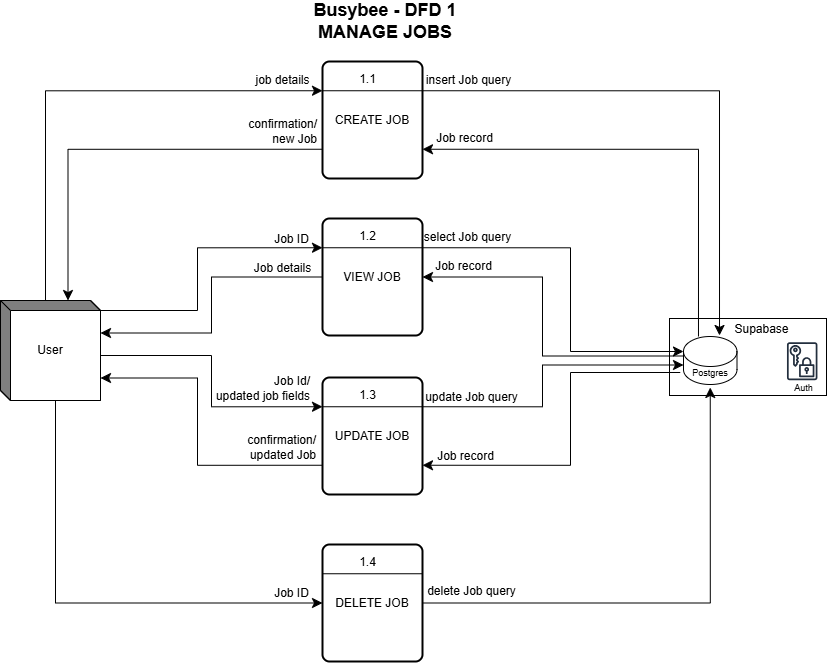 Busybee - DFD 1
MANAGE JOBS
job details
1.1
insert Job query
CREATE JOB
confirmation/
new Job
Job record
Job ID
1.2
select Job query
Job details
VIEW JOB
Job record
User
Supabase
Postgres
Auth
Job Id/
updated job fields
1.3
update Job query
UPDATE JOB
confirmation/
updated Job
Job record
1.4
Job ID
DELETE JOB
delete Job query